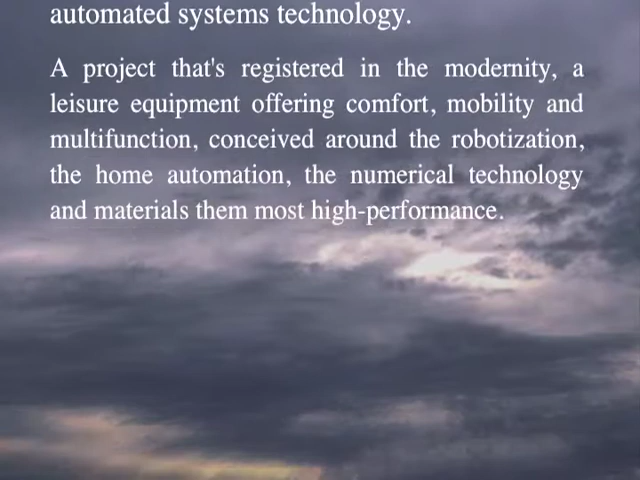 automated systems technology.
A project that's registered in the modernity, a
leisure equipment offering comfort, mobility and
multifunction, conceived around the robotization,
the home automation, the numerical technology
and materials them most high-performance.